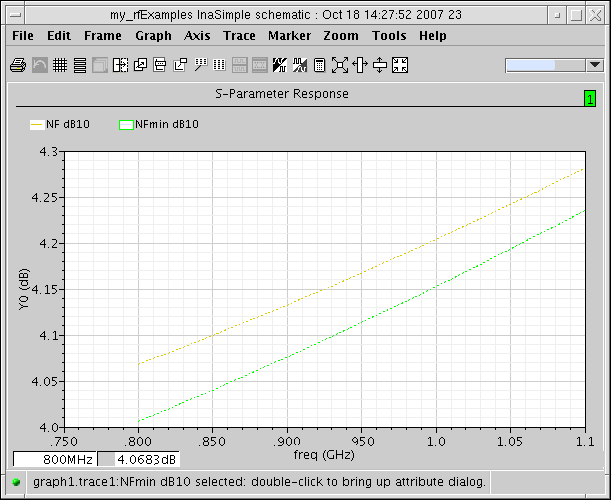 my_rfExamples lnaSimple schematic : Oct 18 14:27:52 2007 23
File Edit Frame Graph Axis Trace Marker Zoom Tools Help
S-Parameter Response
1
NF dB10 NFmin dB10
4.3
4.25
4.2
4.15
4.1
4.05
4.0
Y0 (dB)
.750 .800 .850 .900 .950 1.0 1.05 1.1
freq (GHz)
800MHz 4.0683dB
graph1.trace1:NFmin dB10 selected: double-click to bring up attribute dialog.